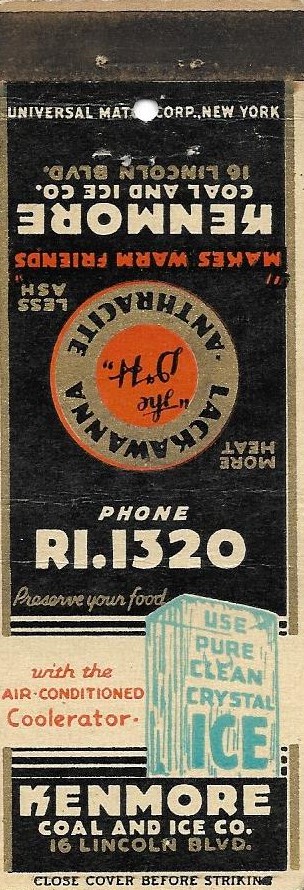 UNIVERSAL MAT CORP., NEW YORK
MORE
HEAT
"The
D&H"
LACKAWANNA · ANTHRACITE
LESS
ASH
"MAKES WARM FRIENDS"
KENMORE
COAL AND ICE CO.
16 LINCOLN BLVD.
PHONE
RI.1320
Preserve your food
with the
AIR-CONDITIONED
Coolerator.
USE
PURE
CLEAN
CRYSTAL
ICE
KENMORE
COAL AND ICE CO.
16 LINCOLN BLVD.
CLOSE COVER BEFORE STRIKING